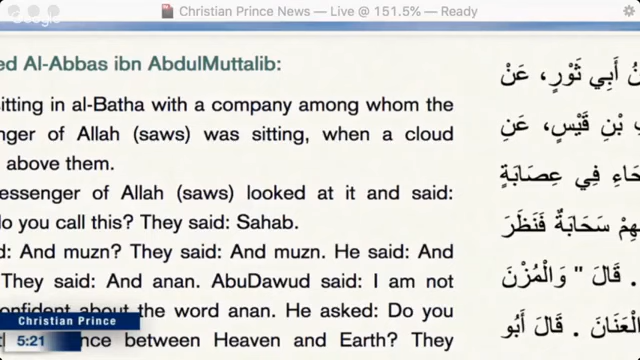 Christian Prince News — Live @ 151.5% — Ready
Google
ed Al-Abbas ibn AbdulMuttalib:
sitting in al-Batha with a company among whom the
nger of Allah (saws) was sitting, when a cloud
above them.
essenger of Allah (saws) looked at it and said:
do you call this? They said: Sahab.
d: And muzn? They said: And muzn. He said: And
They said: And anan. AbuDawud said: I am not
confident about the word anan. He asked: Do you
nce between Heaven and Earth? They
نُ أَبِي ثَوْرٍ، عَنْ
بِ بْنِ قَيْسٍ، عَنِ
حَاءِ فِي عِصَابَةٍ
بِهِمْ سَحَابَةٌ فَنَظَرَ
. قَالَ " وَالْمُزْنَ
الْعَنَانَ . قَالَ أَبُو
Christian Prince
5:21